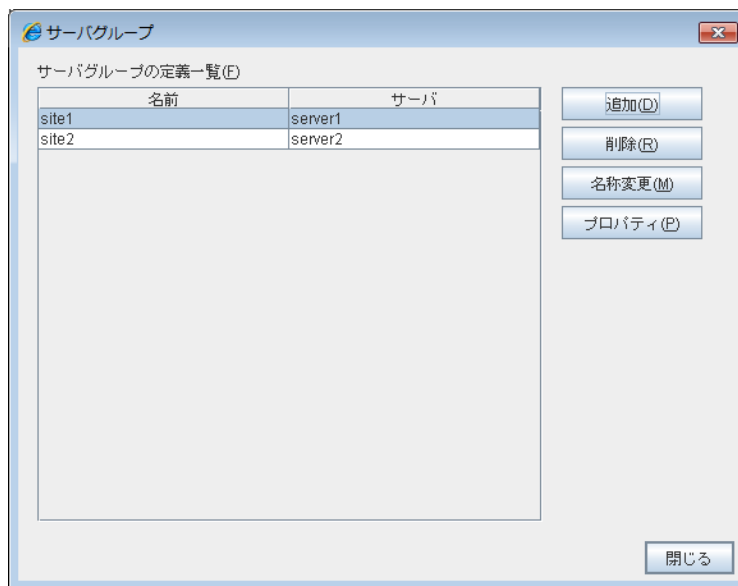 サーバグループ
サーバグループの定義一覧(F)
名前 サーバ
site1 server1
site2 server2
追加(D)
削除(R)
名称変更(M)
プロパティ(P)
閉じる